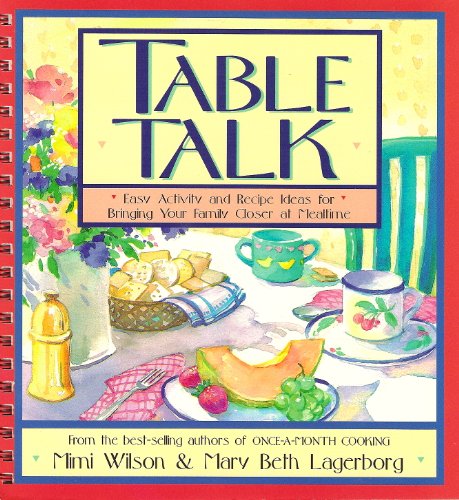 TABLE
TALK
Easy Activity and Recipe Ideas for
Bringing Your Family Closer at Mealtime
From the best-selling authors of ONCE-A-MONTH COOKING
Mimi Wilson & Mary Beth Lagerborg